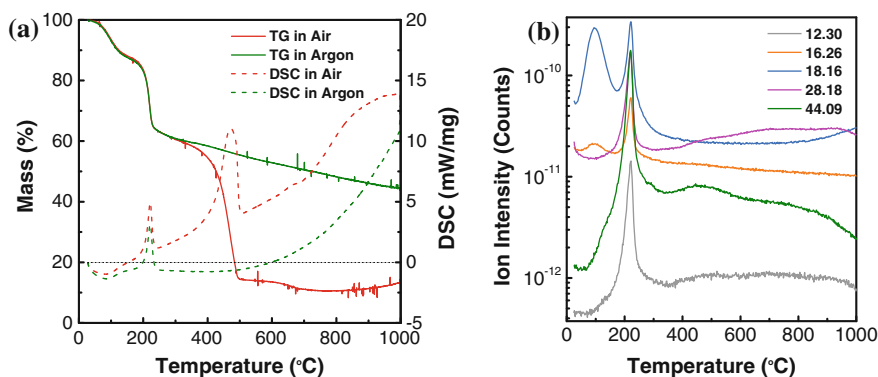 (a)
100
80
60
40
20
0
Mass (%)
0 200 400 600 800 1000
Temperature (°C)
20
15
10
5
0
-5
DSC (mW/mg)
TG in Air
TG in Argon
DSC in Air
DSC in Argon
(b)
10⁻¹⁰
10⁻¹¹
10⁻¹²
Ion Intensity (Counts)
0 200 400 600 800 1000
Temperature (°C)
12.30
16.26
18.16
28.18
44.09